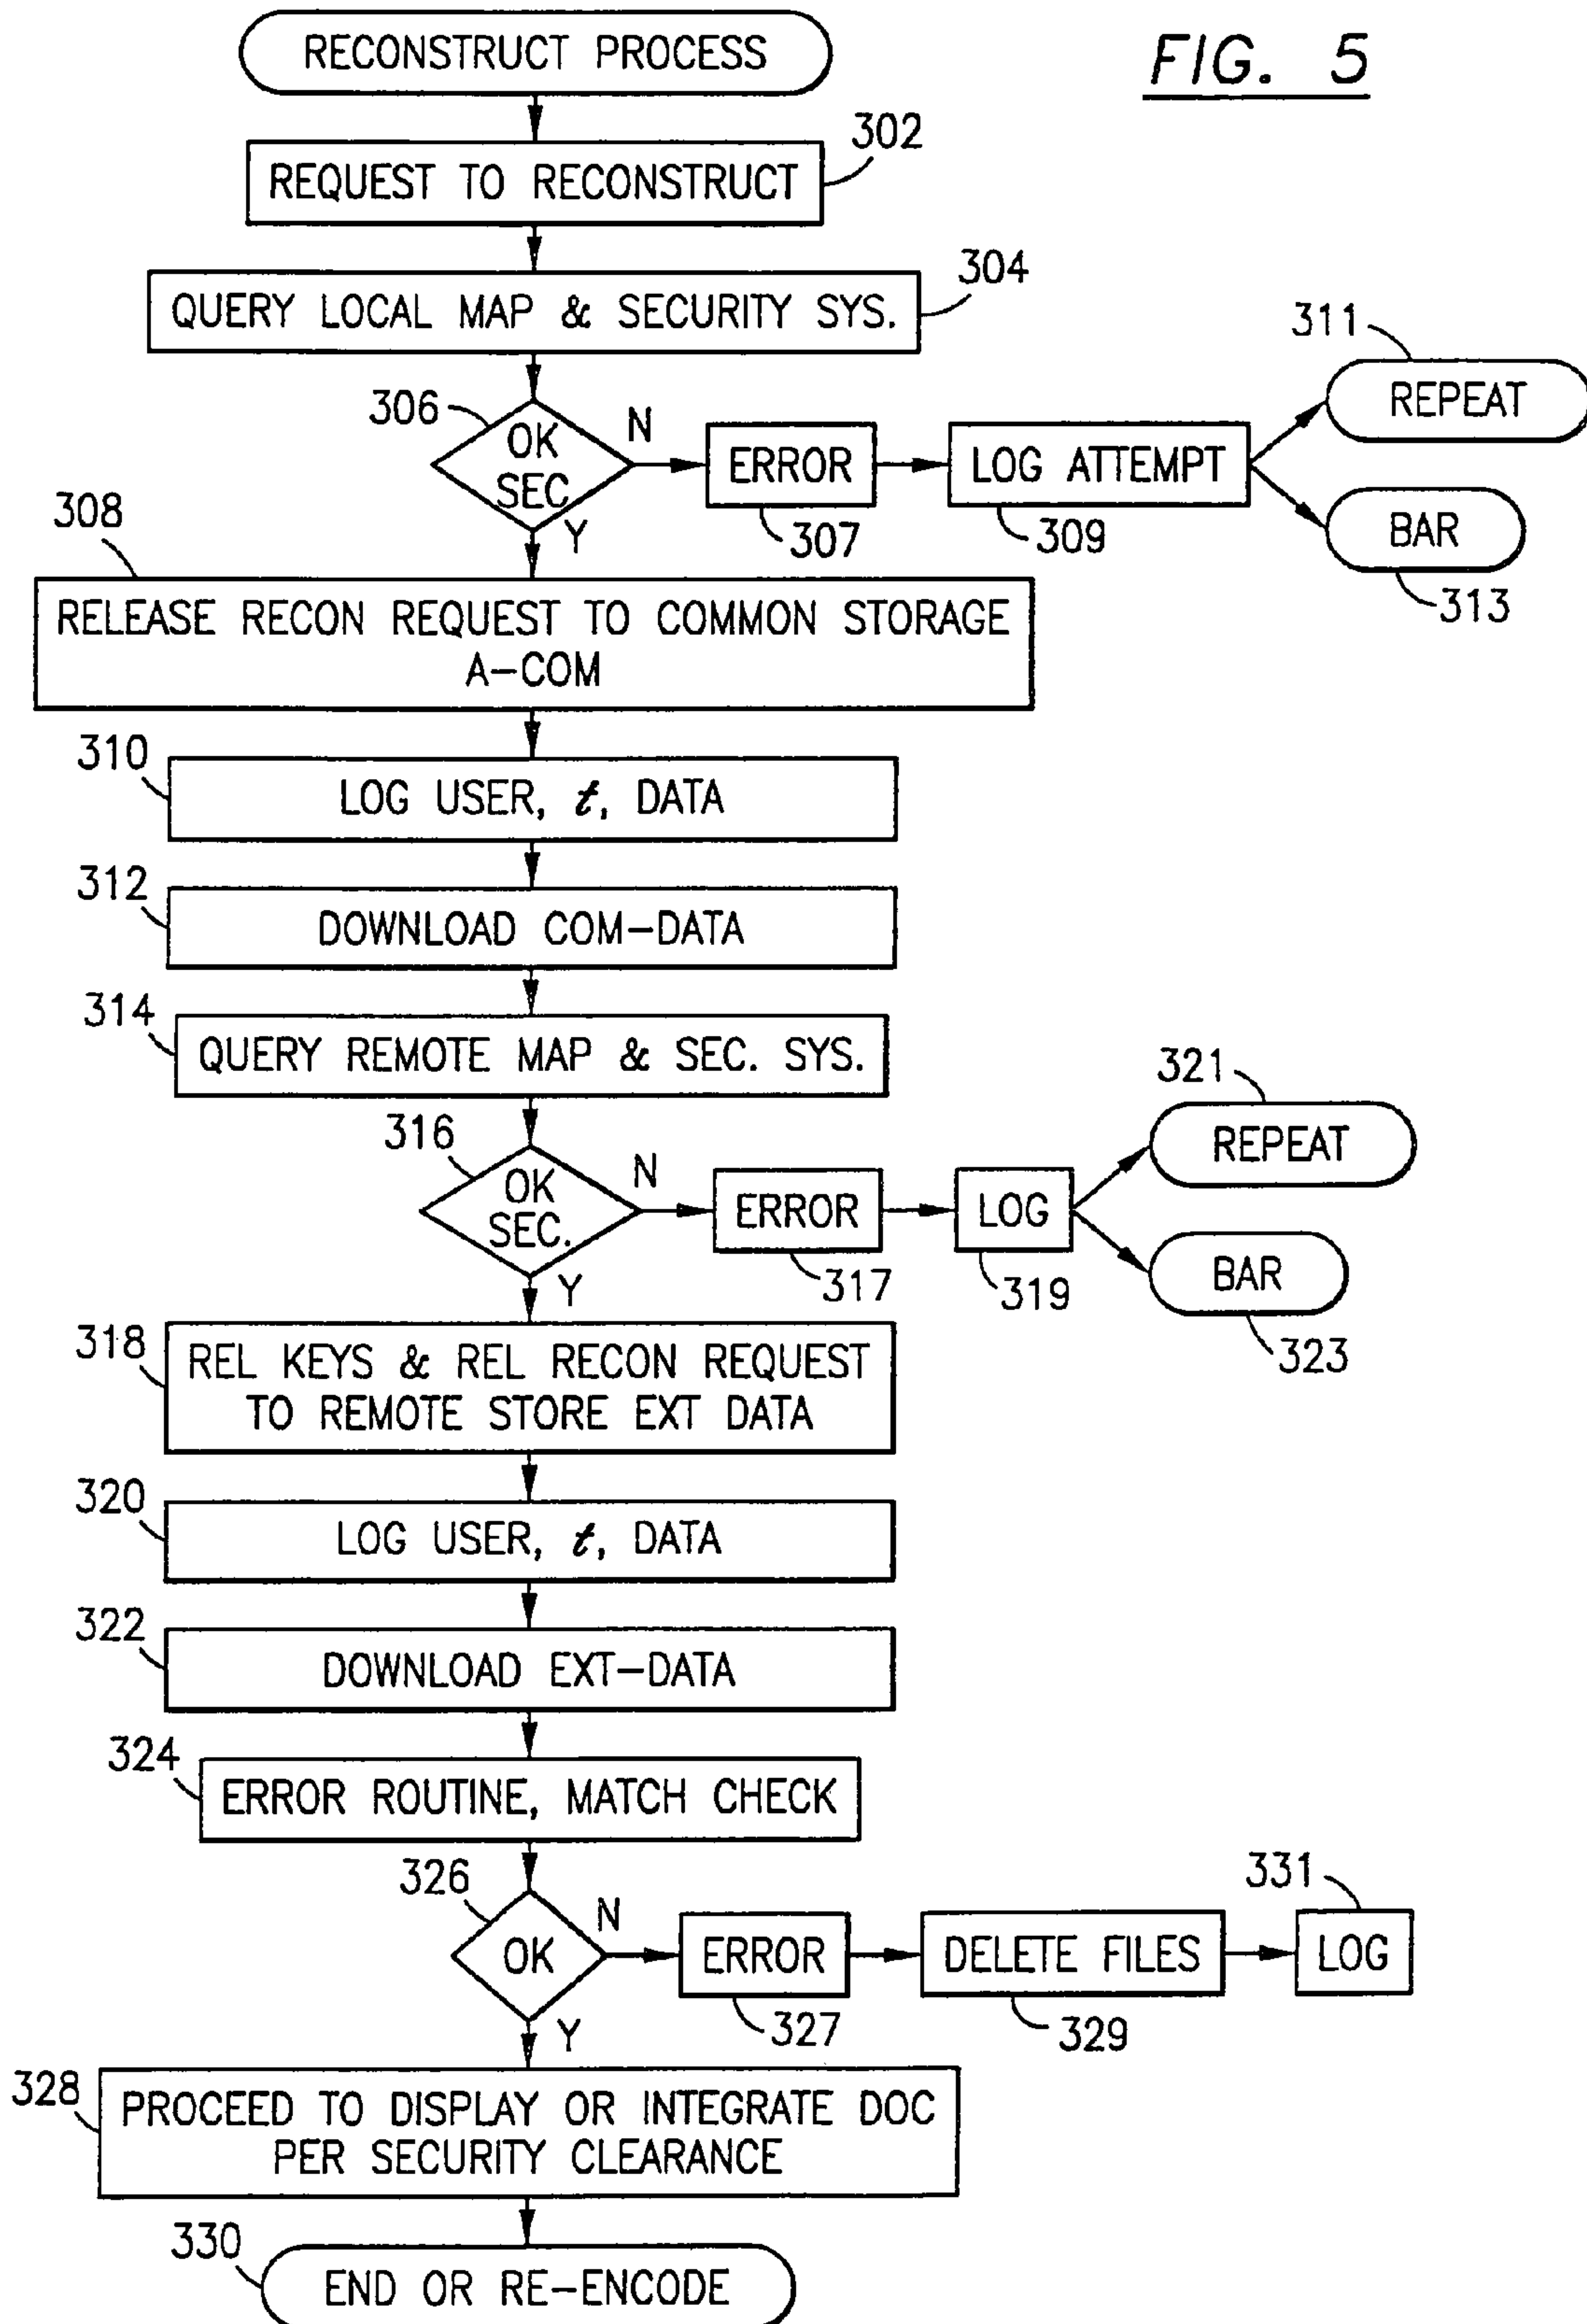 RECONSTRUCT PROCESS
FIG. 5
302
REQUEST TO RECONSTRUCT
304
QUERY LOCAL MAP & SECURITY SYS.
311
REPEAT
306
OK
SEC
N
ERROR
LOG ATTEMPT
307
309
BAR
313
Y
308
RELEASE RECON REQUEST TO COMMON STORAGE
A-COM
310
LOG USER, t, DATA
312
DOWNLOAD COM-DATA
314
QUERY REMOTE MAP & SEC. SYS.
321
REPEAT
316
OK
SEC.
N
ERROR
LOG
317
319
BAR
323
Y
318
REL KEYS & REL RECON REQUEST
TO REMOTE STORE EXT DATA
320
LOG USER, t, DATA
322
DOWNLOAD EXT-DATA
324
ERROR ROUTINE, MATCH CHECK
326
OK
N
ERROR
DELETE FILES
331
LOG
327
329
Y
328
PROCEED TO DISPLAY OR INTEGRATE DOC
PER SECURITY CLEARANCE
330
END OR RE-ENCODE